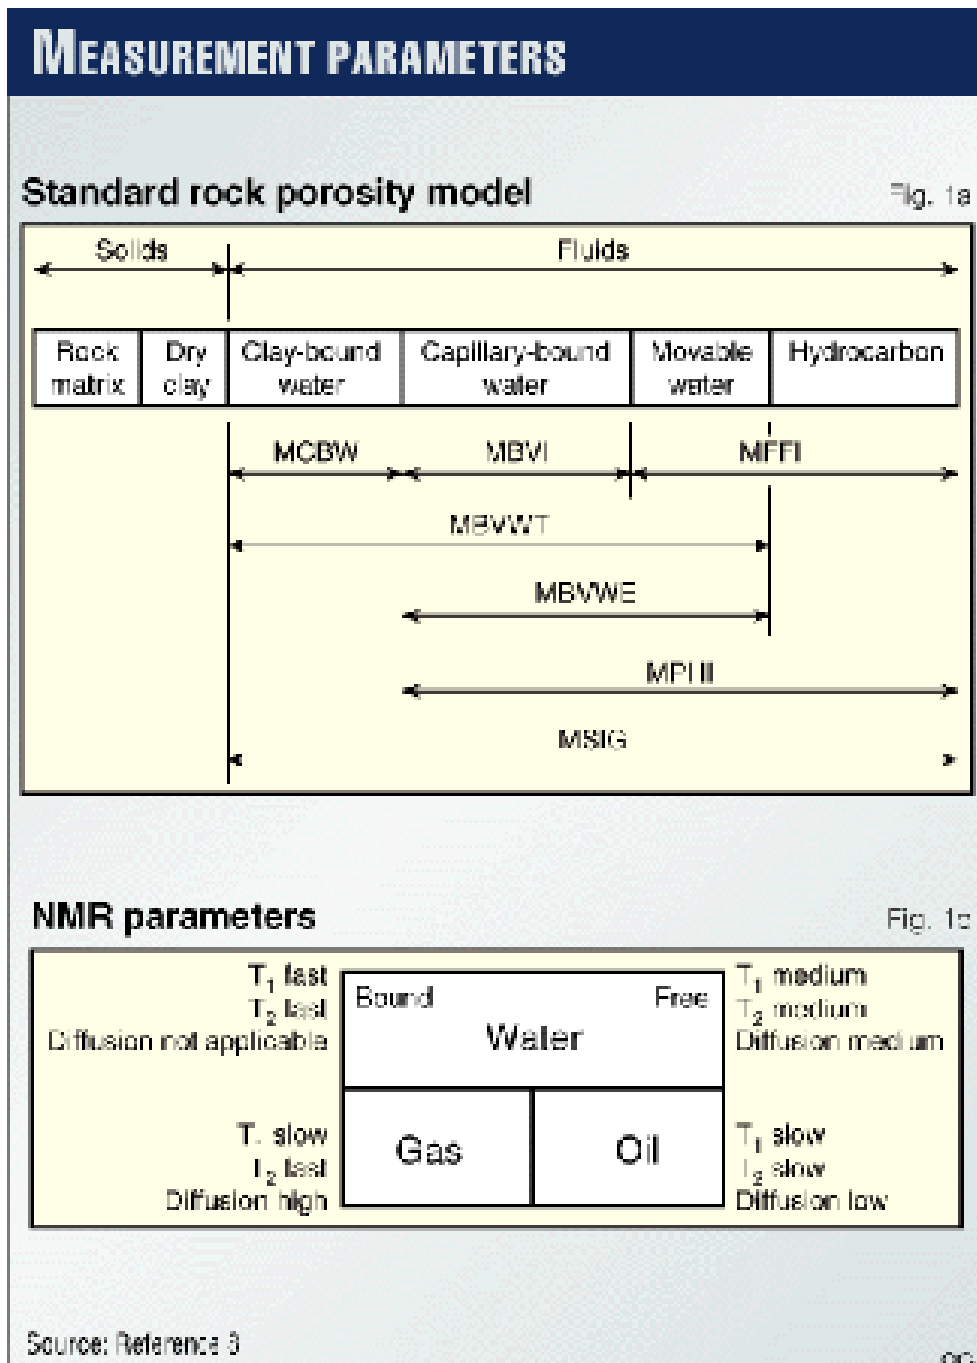 MEASUREMENT PARAMETERS
Standard rock porosity model
Fig. 1a
Solids
Fluids
Rock matrix
Dry clay
Clay-bound water
Capillary-bound water
Movable water
Hydrocarbon
MCBW
MBVI
MFFI
MBVWT
MBVWE
MPHI
MSIG
NMR parameters
Fig. 1c
T1 fast
T2 fast
Diffusion not applicable
Bound
Free
Water
T1 medium
T2 medium
Diffusion medium
T1 slow
T2 fast
Diffusion high
Gas
Oil
T1 slow
T2 slow
Diffusion low
Source: Reference